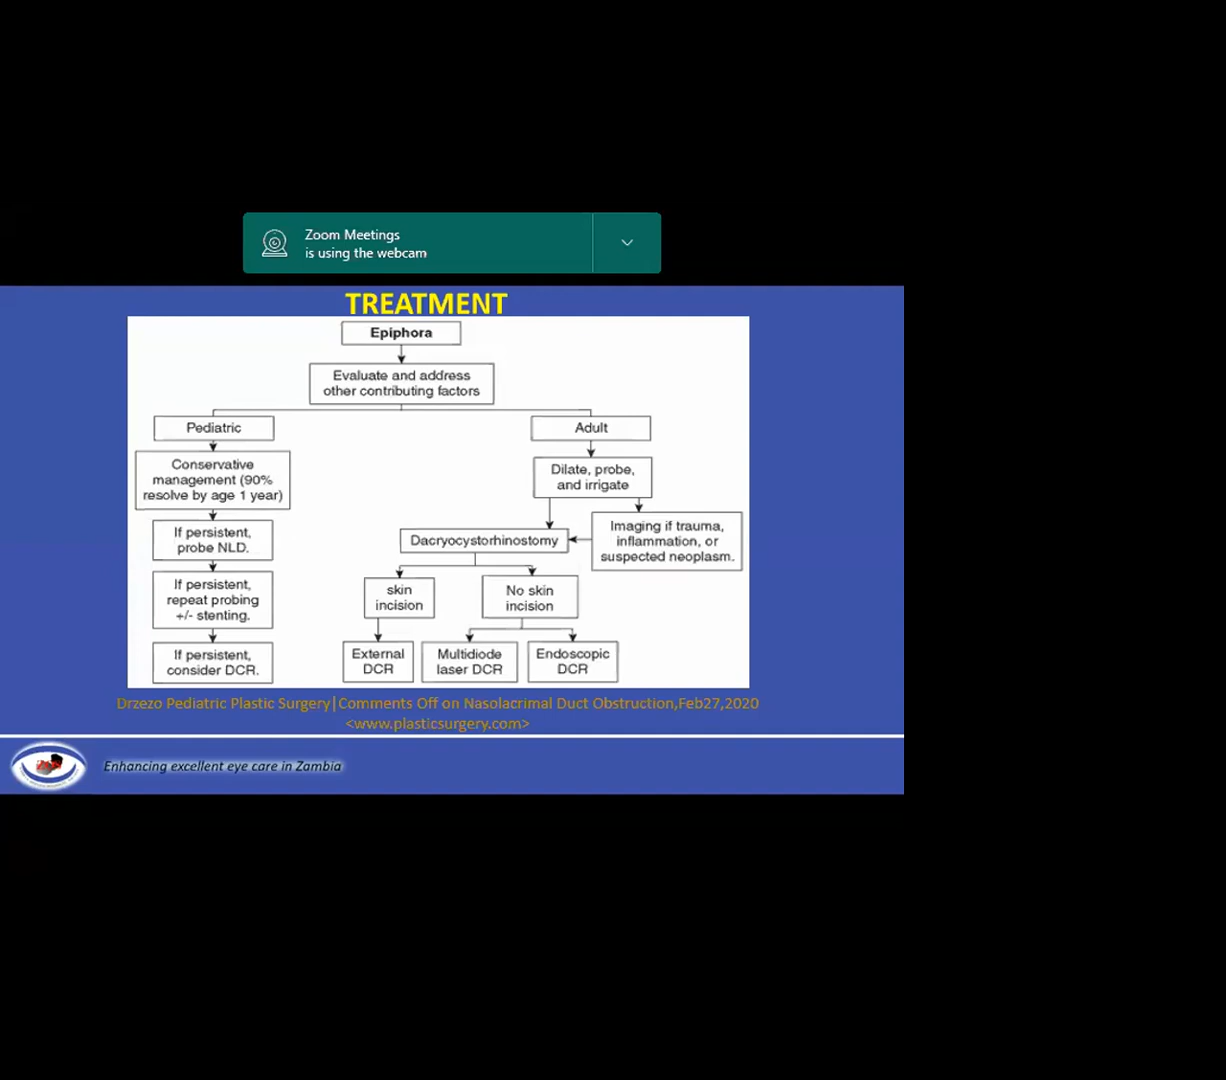 Zoom Meetings
is using the webcam
TREATMENT
Epiphora
Evaluate and address
other contributing factors
Pediatric
Adult
Conservative
management (90%
resolve by age 1 year)
Dilate, probe,
and irrigate
If persistent,
probe NLD.
Dacryocystorhinostomy
Imaging if trauma,
inflammation, or
suspected neoplasm.
If persistent,
repeat probing
+/- stenting.
skin
incision
No skin
incision
If persistent,
consider DCR.
External
DCR
Multidiode
laser DCR
Endoscopic
DCR
Drzezo Pediatric Plastic Surgery|Comments Off on Nasolacrimal Duct Obstruction,Feb27,2020
<www.plasticsurgery.com>
Enhancing excellent eye care in Zambia